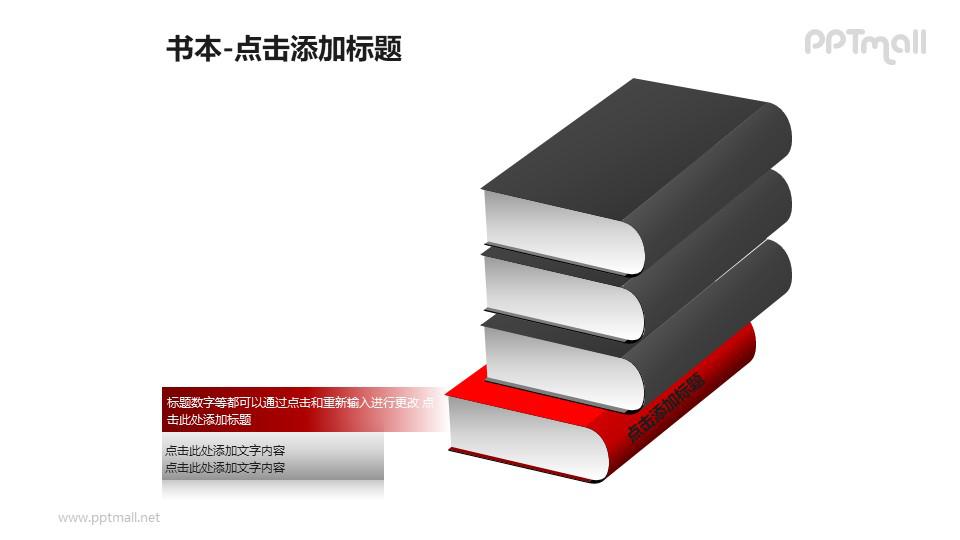 书本-点击添加标题
PPTmall
标题数字等都可以通过点击和重新输入进行更改 点
击此处添加标题
点击添加标题
点击此处添加文字内容
点击此处添加文字内容
www.pptmall.net